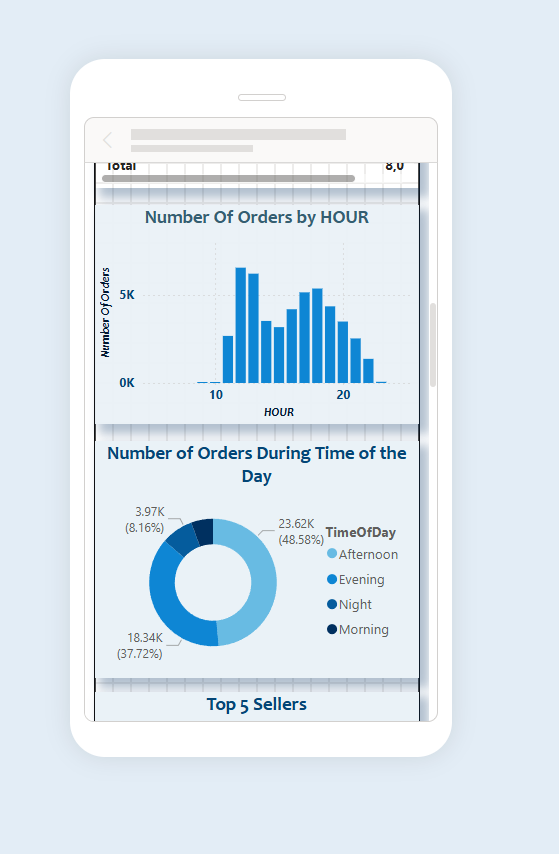 Total 8,0
Number Of Orders by HOUR
Number Of Orders
5K
0K
10 20
HOUR
Number of Orders During Time of the
Day
3.97K
(8.16%)
23.62K
(48.58%)
18.34K
(37.72%)
TimeOfDay
Afternoon
Evening
Night
Morning
Top 5 Sellers